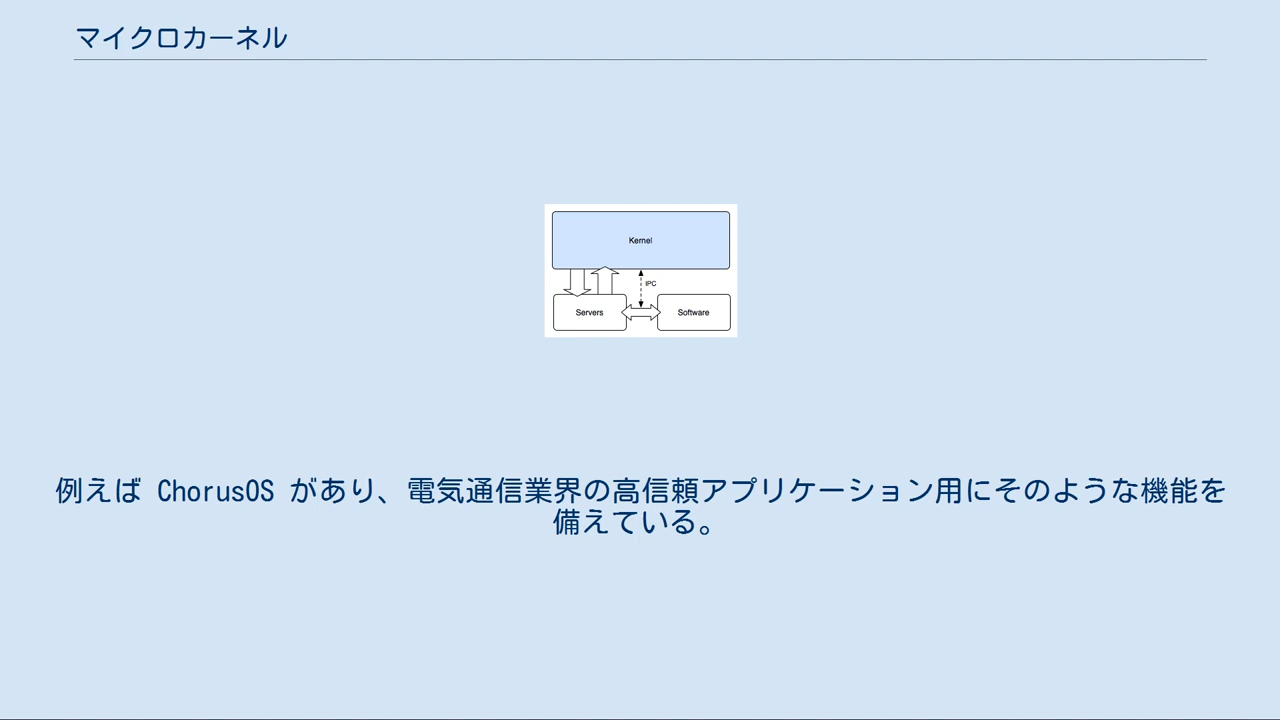 マイクロカーネル
Kernel
IPC
Servers
Software
例えば ChorusOS があり、電気通信業界の高信頼アプリケーション用にそのような機能を
備えている。